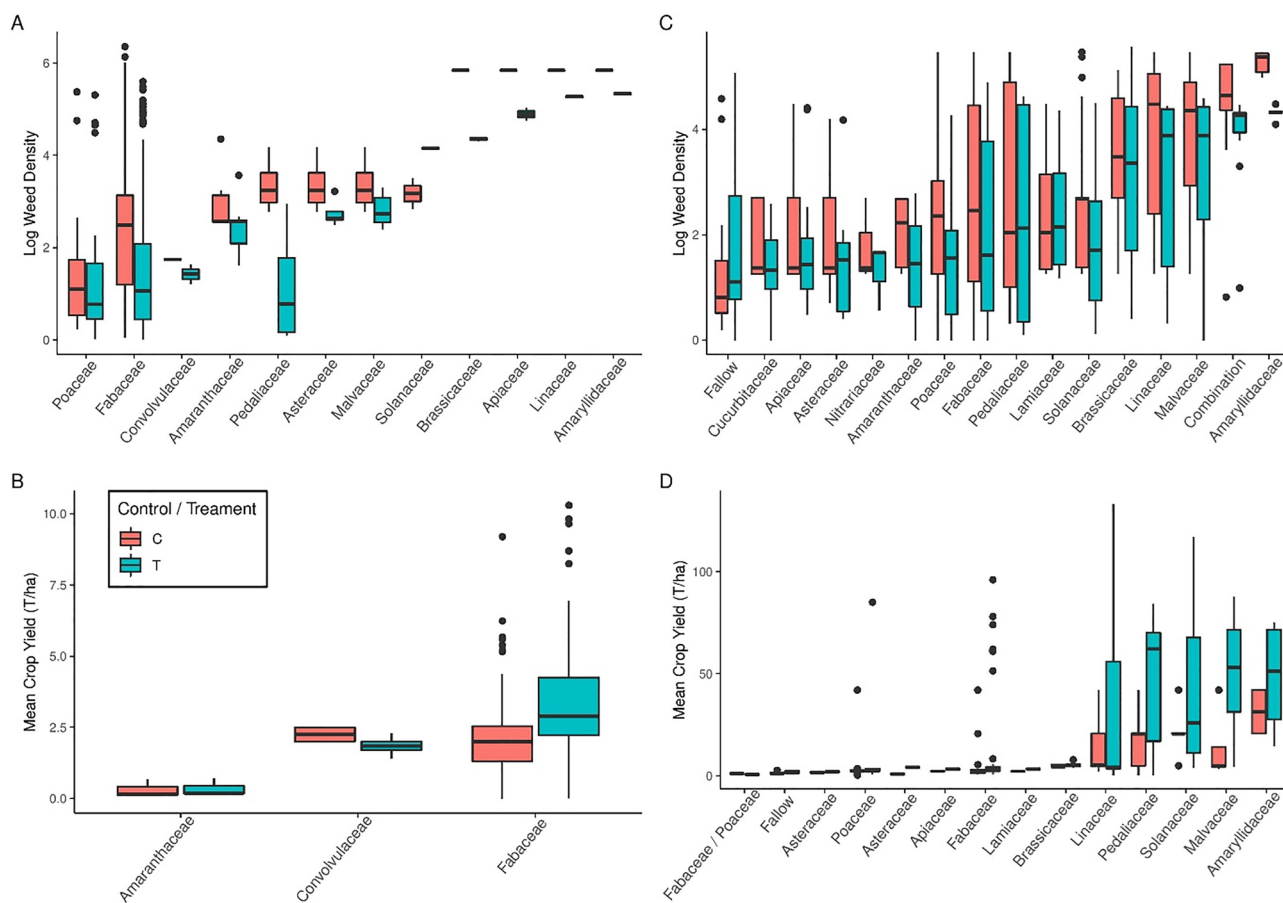 A
Log Weed Density
6
4
2
0
Poaceae
Fabaceae
Convulvulaceae
Amaranthaceae
Pedaliaceae
Asteraceae
Malvaceae
Solanaceae
Brassicaceae
Apiaceae
Linaceae
Amaryllidaceae
C
Log Weed Density
4
2
0
Fallow
Cucurbitaceae
Apiaceae
Asteraceae
Nitrariaceae
Amaranthaceae
Poaceae
Fabaceae
Pedaliaceae
Lamiaceae
Solanaceae
Brassicaceae
Linaceae
Malvaceae
Combination
Amaryllidaceae
B
Mean Crop Yield (T/ha)
10.0
7.5
5.0
2.5
0.0
Control / Treament
C
T
Amaranthaceae
Convolvulaceae
Fabaceae
D
Mean Crop Yield (T/ha)
100
50
0
Fabaceae / Poaceae
Fallow
Asteraceae
Poaceae
Asteraceae
Apiaceae
Fabaceae
Lamiaceae
Brassicaceae
Linaceae
Pedaliaceae
Solanaceae
Malvaceae
Amaryllidaceae